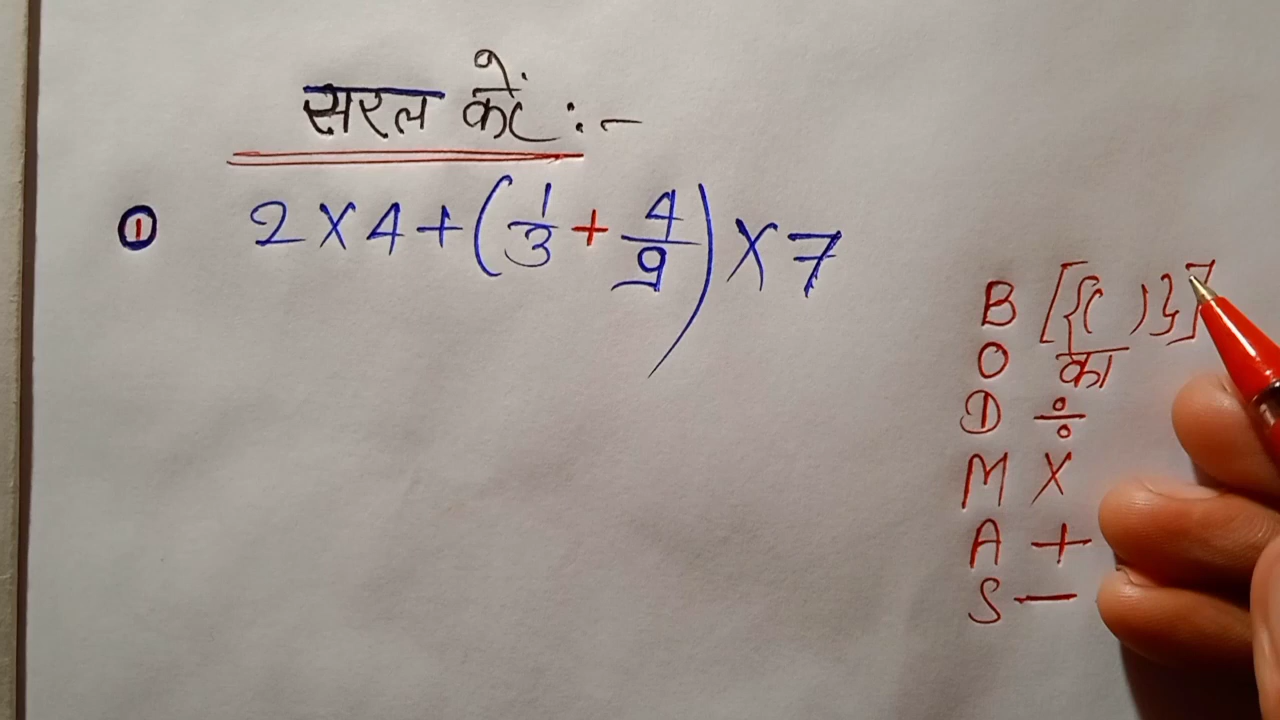 सरल करें :-
① 2 × 4 + (1/3 + 4/9) × 7
B [{( )}]
O का
D ÷
M ×
A +
S −